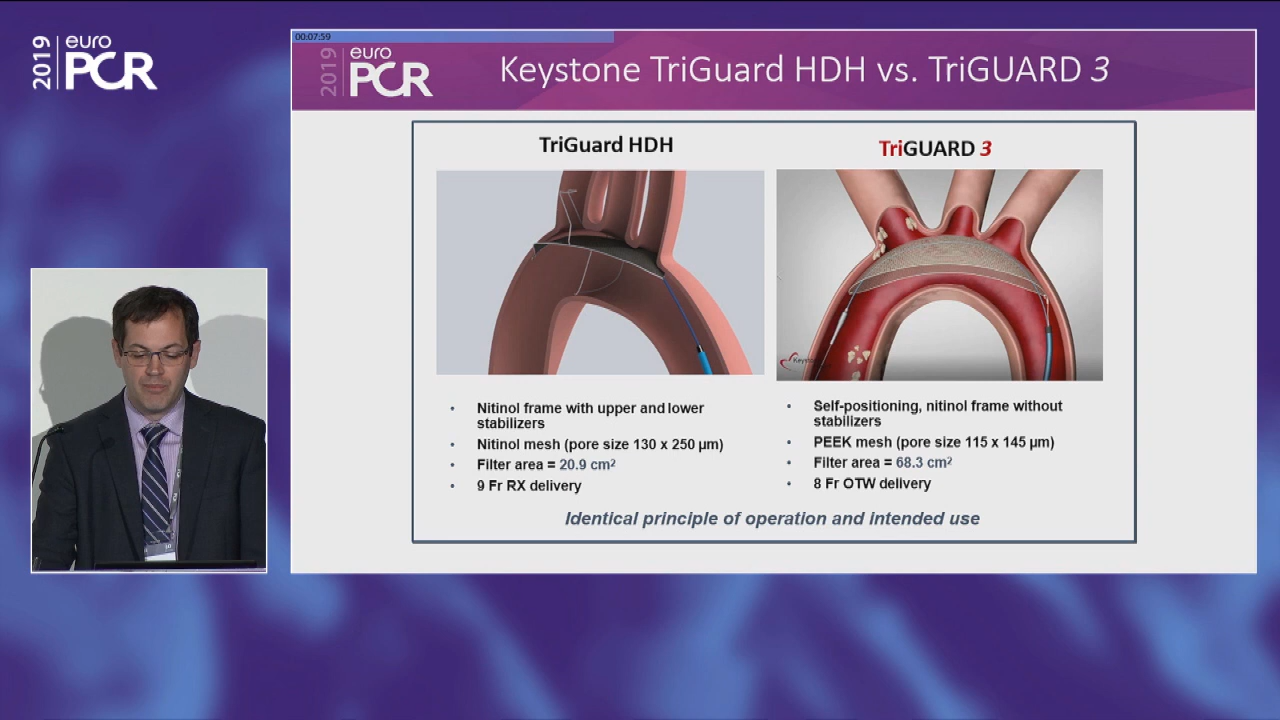 2019 euro PCR
00:07:59
2019 euro PCR
Keystone TriGuard HDH vs. TriGUARD 3
TriGuard HDH
• Nitinol frame with upper and lower
stabilizers
• Nitinol mesh (pore size 130 x 250 µm)
• Filter area = 20.9 cm²
• 9 Fr RX delivery
TriGUARD 3
• Self-positioning, nitinol frame without
stabilizers
• PEEK mesh (pore size 115 x 145 µm)
• Filter area = 68.3 cm²
• 8 Fr OTW delivery
Identical principle of operation and intended use